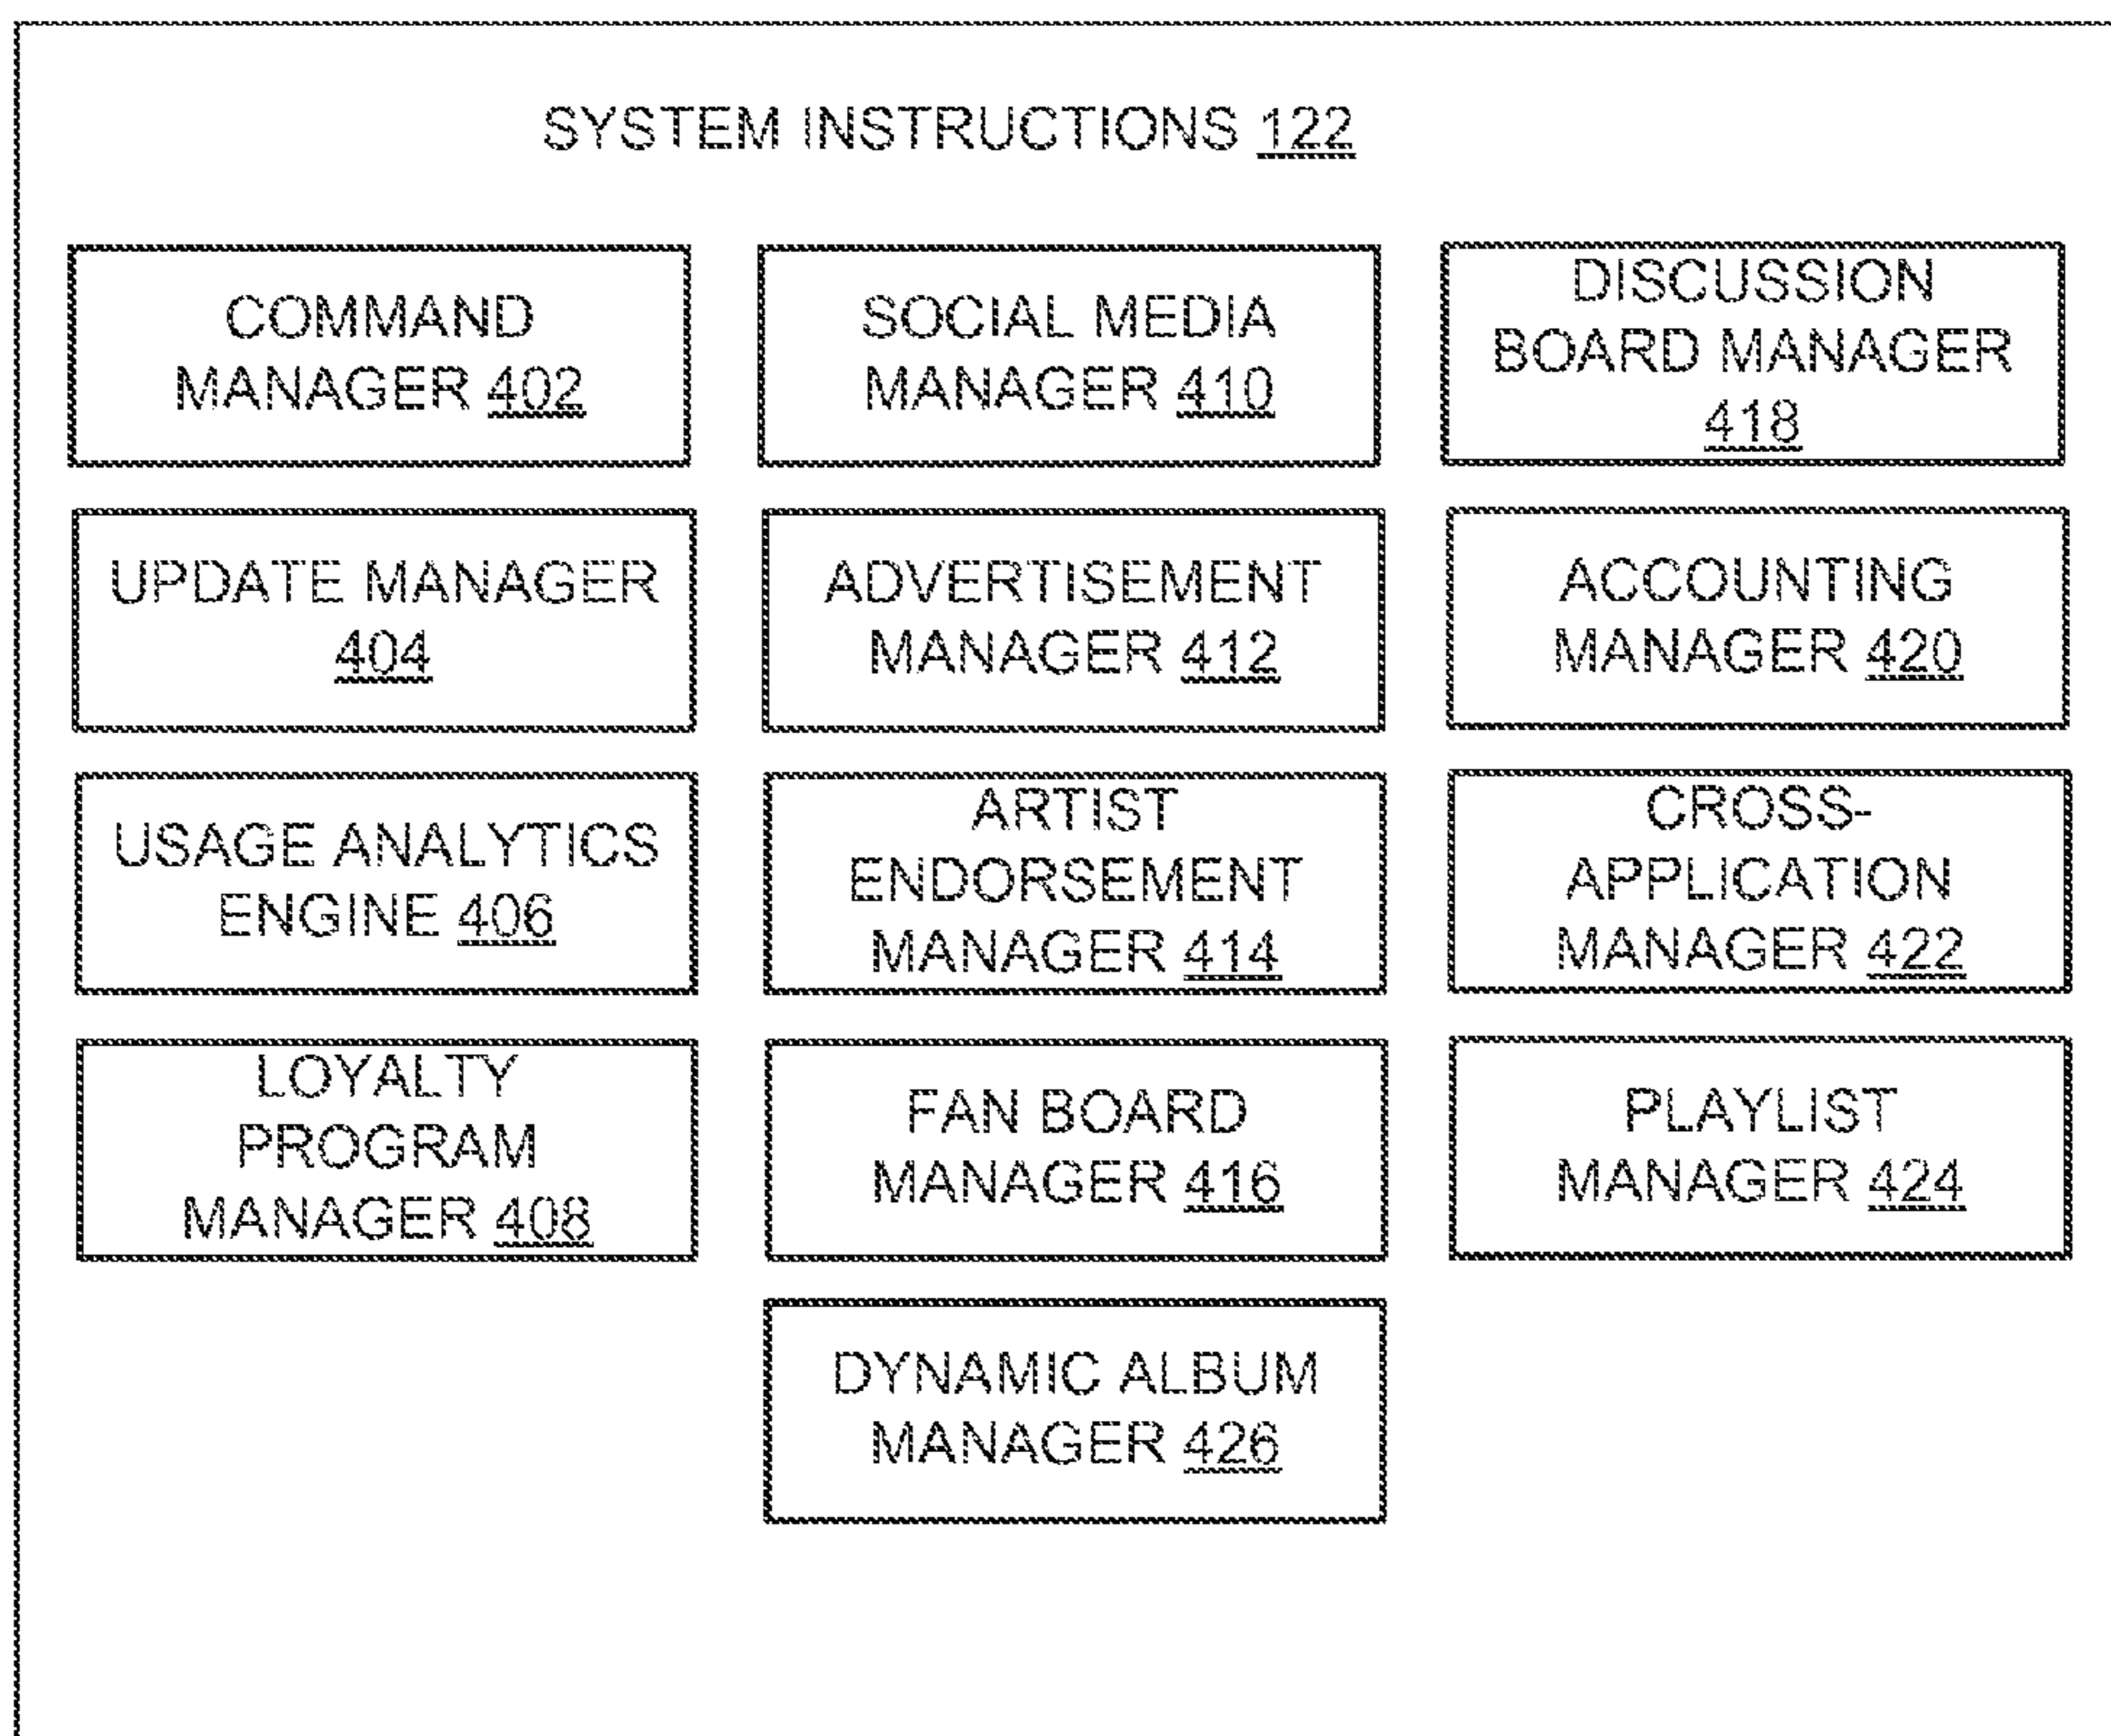 SYSTEM INSTRUCTIONS 122
COMMAND
MANAGER 402
SOCIAL MEDIA
MANAGER 410
DISCUSSION
BOARD MANAGER
418
UPDATE MANAGER
404
ADVERTISEMENT
MANAGER 412
ACCOUNTING
MANAGER 420
USAGE ANALYTICS
ENGINE 406
ARTIST
ENDORSEMENT
MANAGER 414
CROSS-
APPLICATION
MANAGER 422
LOYALTY
PROGRAM
MANAGER 408
FAN BOARD
MANAGER 416
PLAYLIST
MANAGER 424
DYNAMIC ALBUM
MANAGER 426